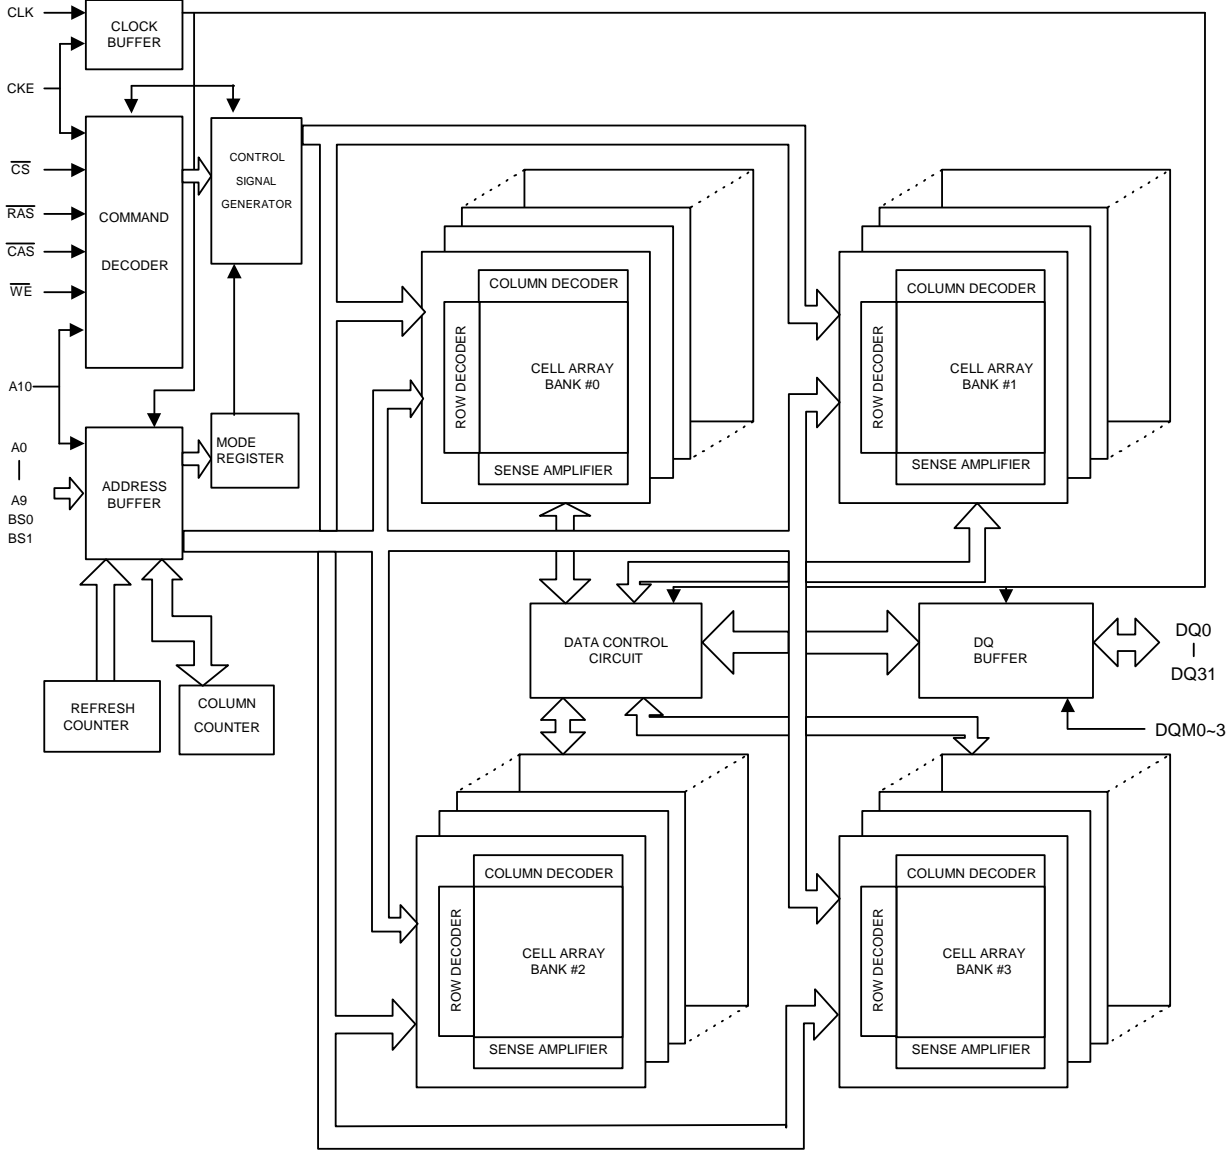 CLK
CLOCK
BUFFER
CKE
CS
RAS
CAS
WE
COMMAND
DECODER
CONTROL
SIGNAL
GENERATOR
A10
A0
A9
BS0
BS1
ADDRESS
BUFFER
MODE
REGISTER
REFRESH
COUNTER
COLUMN
COUNTER
COLUMN DECODER
ROW DECODER
CELL ARRAY
BANK #0
SENSE AMPLIFIER
COLUMN DECODER
ROW DECODER
CELL ARRAY
BANK #1
SENSE AMPLIFIER
DATA CONTROL
CIRCUIT
DQ
BUFFER
DQ0
DQ31
DQM0~3
COLUMN DECODER
ROW DECODER
CELL ARRAY
BANK #2
SENSE AMPLIFIER
COLUMN DECODER
ROW DECODER
CELL ARRAY
BANK #3
SENSE AMPLIFIER